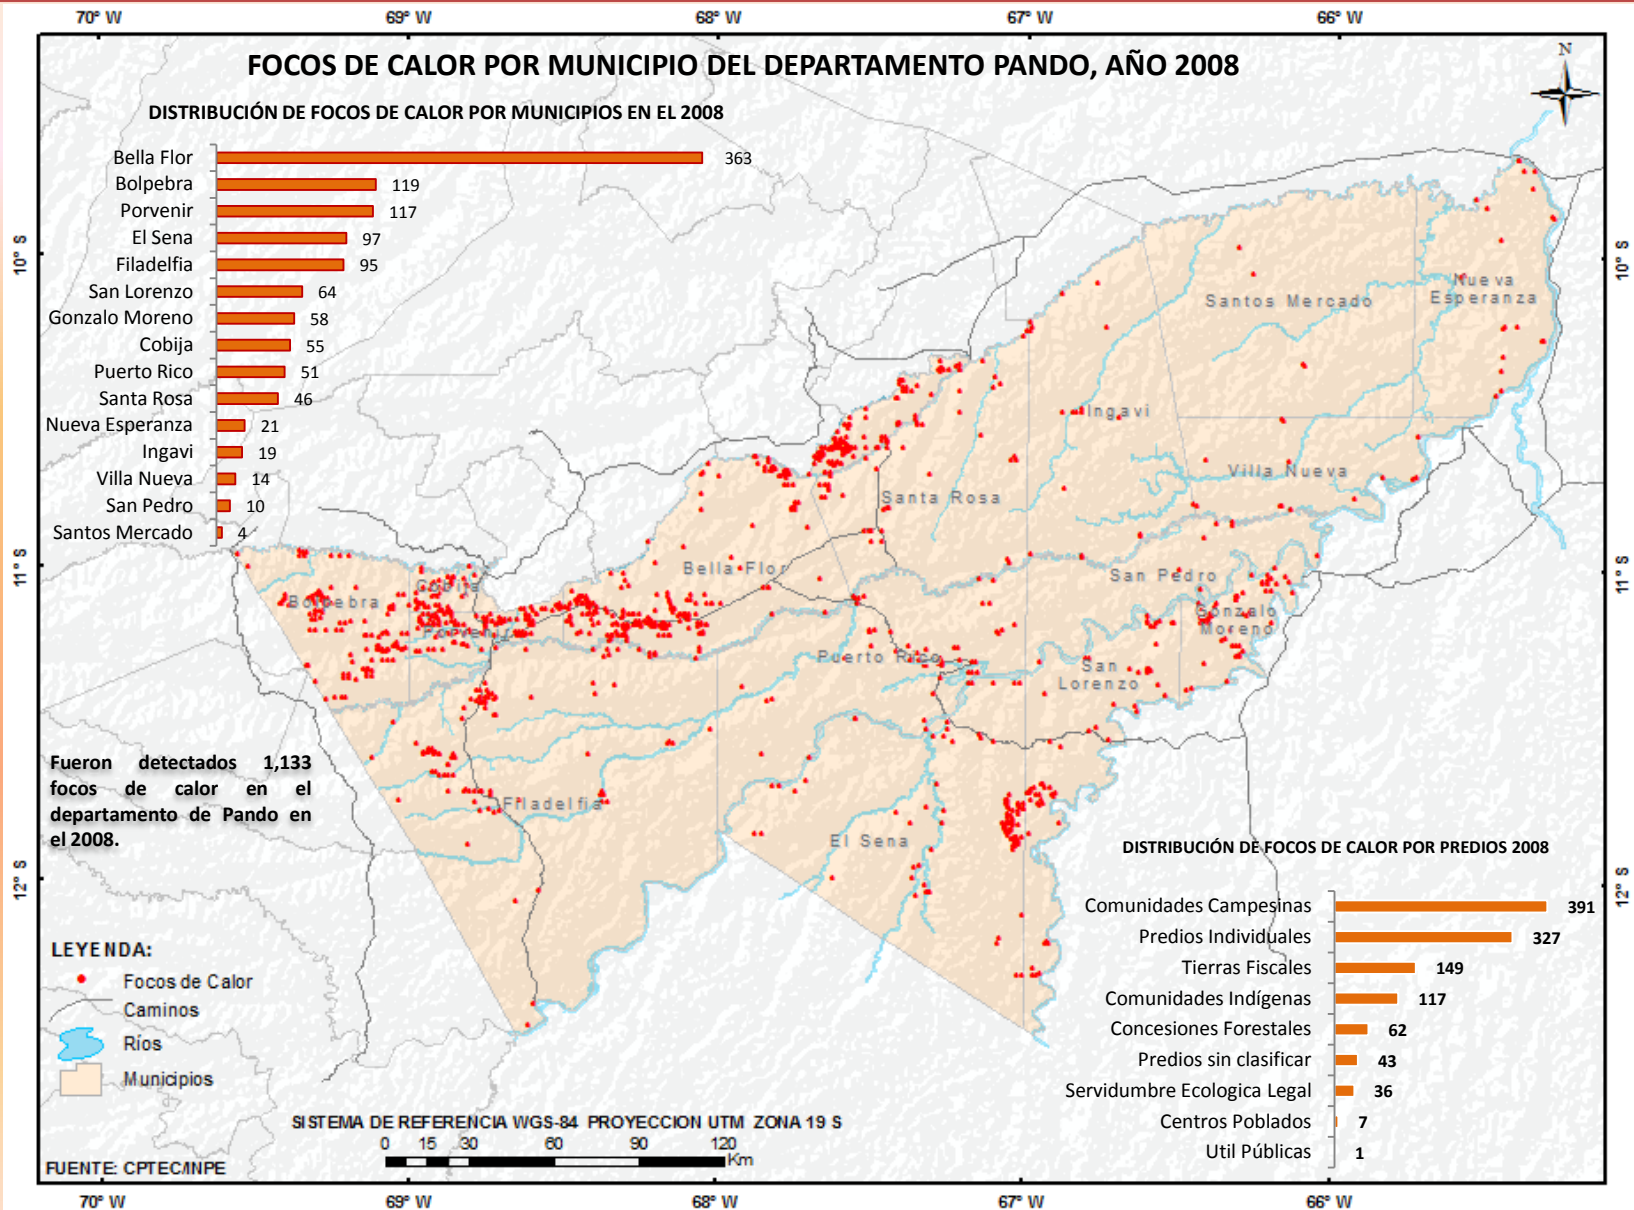 70° W 69° W 68° W 67° W 66° W
FOCOS DE CALOR POR MUNICIPIO DEL DEPARTAMENTO PANDO, AÑO 2008
N
DISTRIBUCIÓN DE FOCOS DE CALOR POR MUNICIPIOS EN EL 2008
Bella Flor 363
Bolpebra 119
Porvenir 117
El Sena 97
Filadelfia 95
San Lorenzo 64
Gonzalo Moreno 58
Cobija 55
Puerto Rico 51
Santa Rosa 46
Nueva Esperanza 21
Ingavi 19
Villa Nueva 14
San Pedro 10
Santos Mercado 4
10° S
11° S
12° S
10° S
11° S
12° S
Nueva
Esperanza
Santos Mercado
Ingavi
Villa Nueva
Santa Rosa
Bella Flor
San Pedro
Cobija
Bolpebra
Gonzalo
Moreno
Porvenir
Puerto Rico
San
Lorenzo
Filadelfia
El Sena
Fueron detectados 1,133
focos de calor en el
departamento de Pando en
el 2008.
DISTRIBUCIÓN DE FOCOS DE CALOR POR PREDIOS 2008
Comunidades Campesinas 391
Predios Individuales 327
Tierras Fiscales 149
Comunidades Indígenas 117
Concesiones Forestales 62
Predios sin clasificar 43
Servidumbre Ecologica Legal 36
Centros Poblados 7
Util Públicas 1
LEYENDA:
Focos de Calor
Caminos
Ríos
Municipios
SISTEMA DE REFERENCIA WGS-84 PROYECCION UTM ZONA 19 S
0 15 30 60 90 120
Km
FUENTE: CPTEC/INPE
70° W 69° W 68° W 67° W 66° W